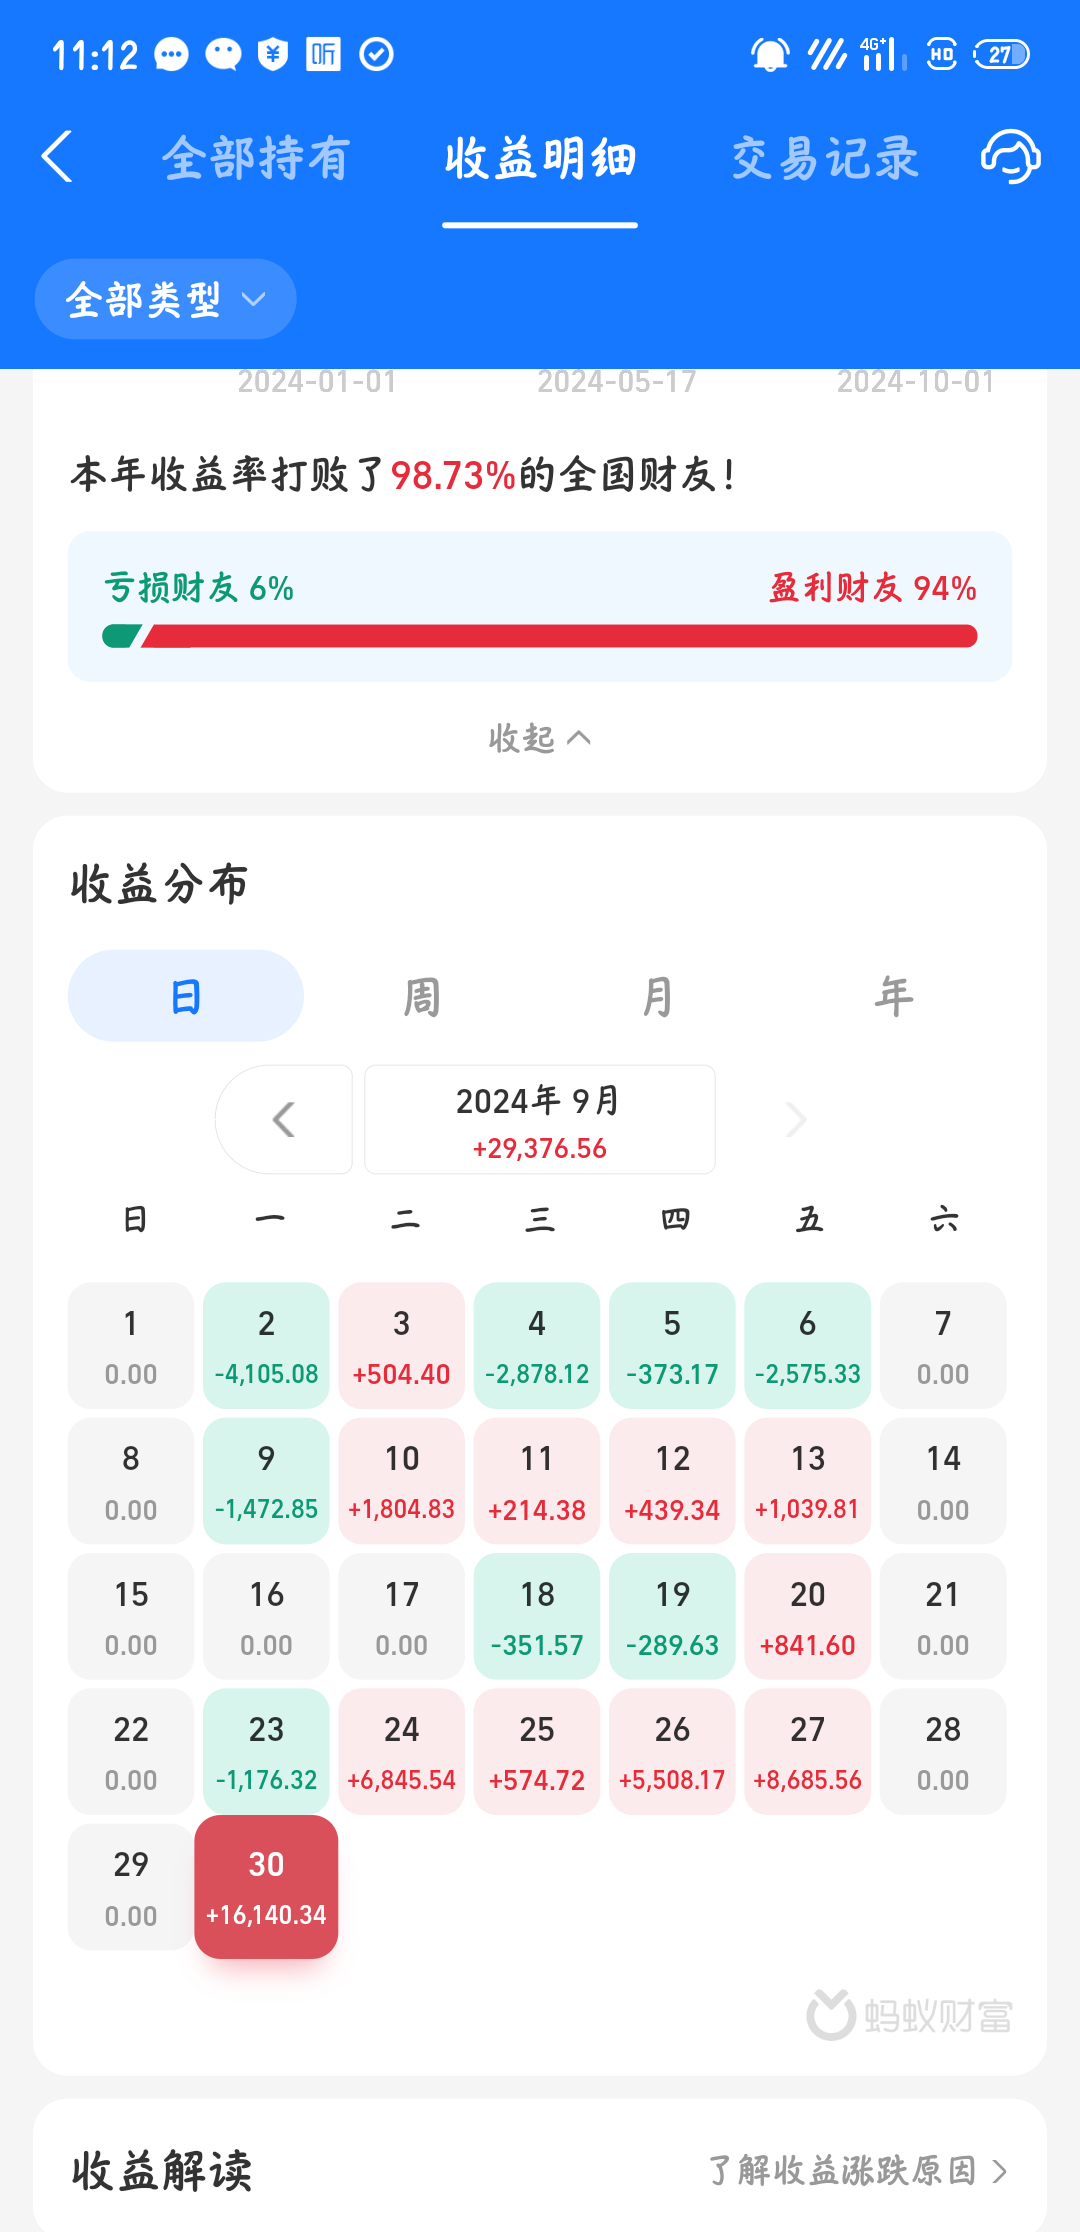 11:12 ¥ 听 4G+ HD 27
全部持有 收益明细 交易记录
全部类型
2024-01-01 2024-05-17 2024-10-01
本年收益率打败了98.73%的全国财友!
亏损财友 6% 盈利财友 94%
收起
收益分布
日 周 月 年
2024年 9月
+29,376.56
日 一 二 三 四 五 六
1 2 3 4 5 6 7
0.00 -4,105.08 +504.40 -2,878.12 -373.17 -2,575.33 0.00
8 9 10 11 12 13 14
0.00 -1,472.85 +1,804.83 +214.38 +439.34 +1,039.81 0.00
15 16 17 18 19 20 21
0.00 0.00 0.00 -351.57 -289.63 +841.60 0.00
22 23 24 25 26 27 28
0.00 -1,176.32 +6,845.54 +574.72 +5,508.17 +8,685.56 0.00
29 30
0.00 +16,140.34
蚂蚁财富
收益解读 了解收益涨跌原因